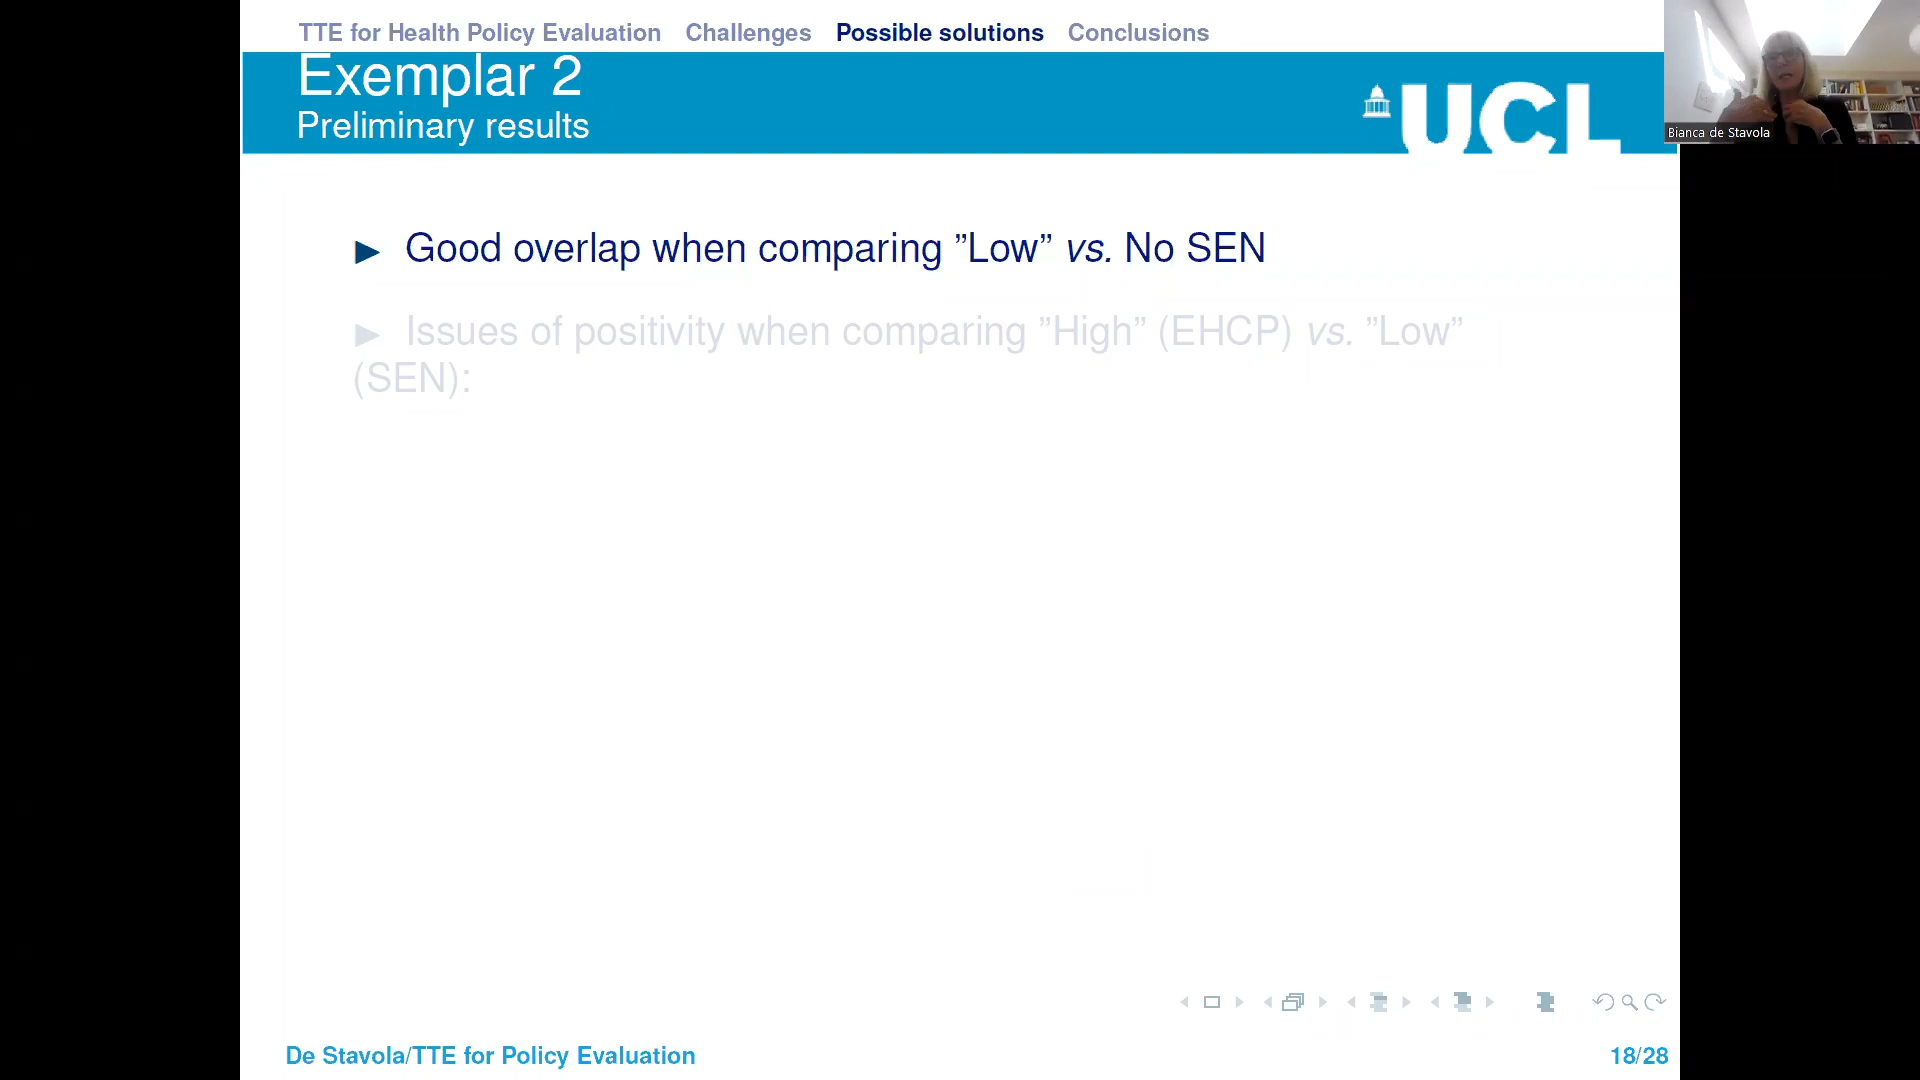 TTE for Health Policy Evaluation Challenges Possible solutions Conclusions
Exemplar 2
Preliminary results
UCL
Bianca de Stavola
► Good overlap when comparing ”Low” vs. No SEN
► Issues of positivity when comparing ”High” (EHCP) vs. ”Low”
(SEN):
De Stavola/TTE for Policy Evaluation 18/28